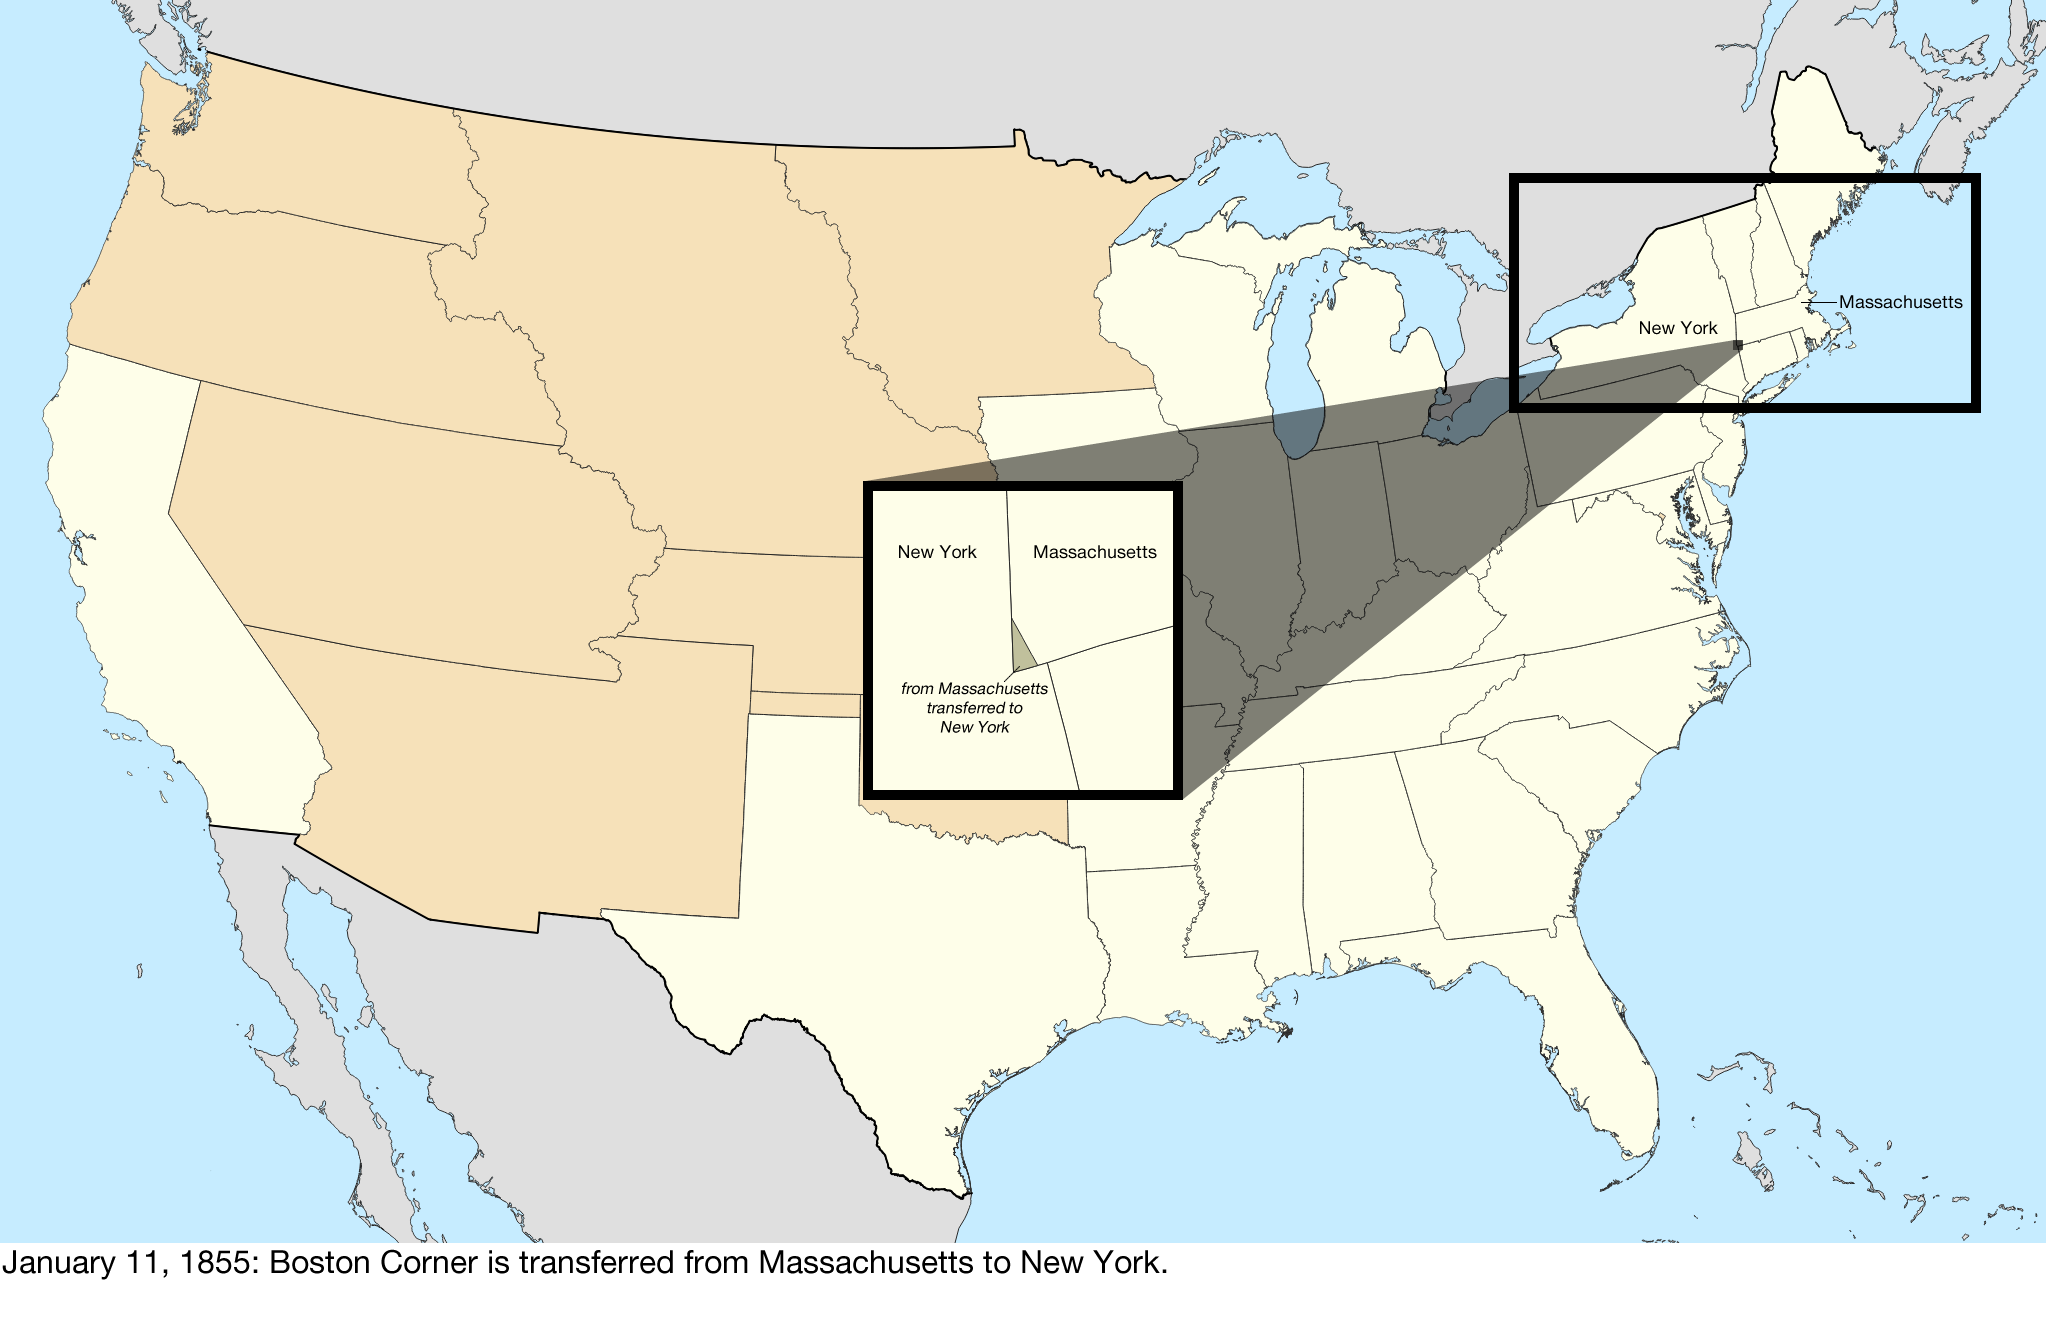 Massachusetts
New York
New York
Massachusetts
from Massachusetts
transferred to
New York
January 11, 1855: Boston Corner is transferred from Massachusetts to New York.